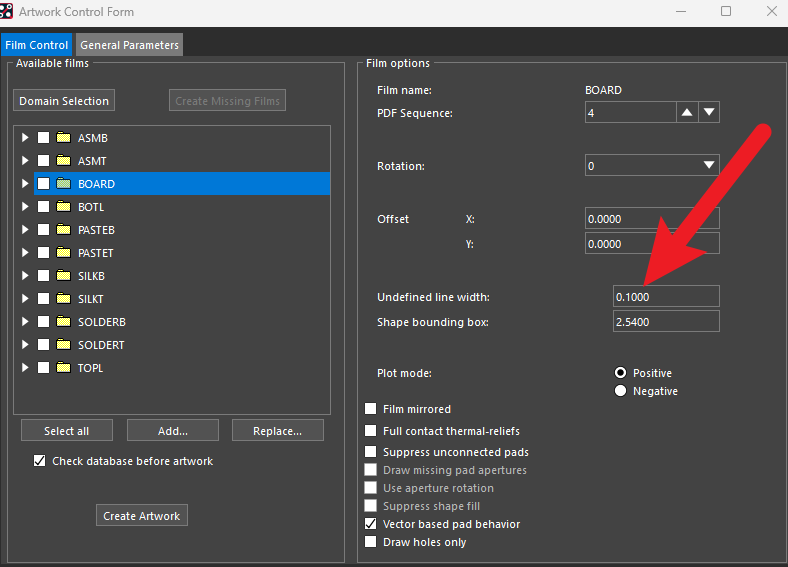 Artwork Control Form
Film Control General Parameters
Available films
Domain Selection Create Missing Films
ASMB
ASMT
BOARD
BOTL
PASTEB
PASTET
SILKB
SILKT
SOLDERB
SOLDERT
TOPL
Select all Add... Replace...
Check database before artwork
Create Artwork
Film options
Film name: BOARD
PDF Sequence: 4
Rotation: 0
Offset X: 0.0000
Y: 0.0000
Undefined line width: 0.1000
Shape bounding box: 2.5400
Plot mode: Positive
Negative
Film mirrored
Full contact thermal-reliefs
Suppress unconnected pads
Draw missing pad apertures
Use aperture rotation
Suppress shape fill
Vector based pad behavior
Draw holes only